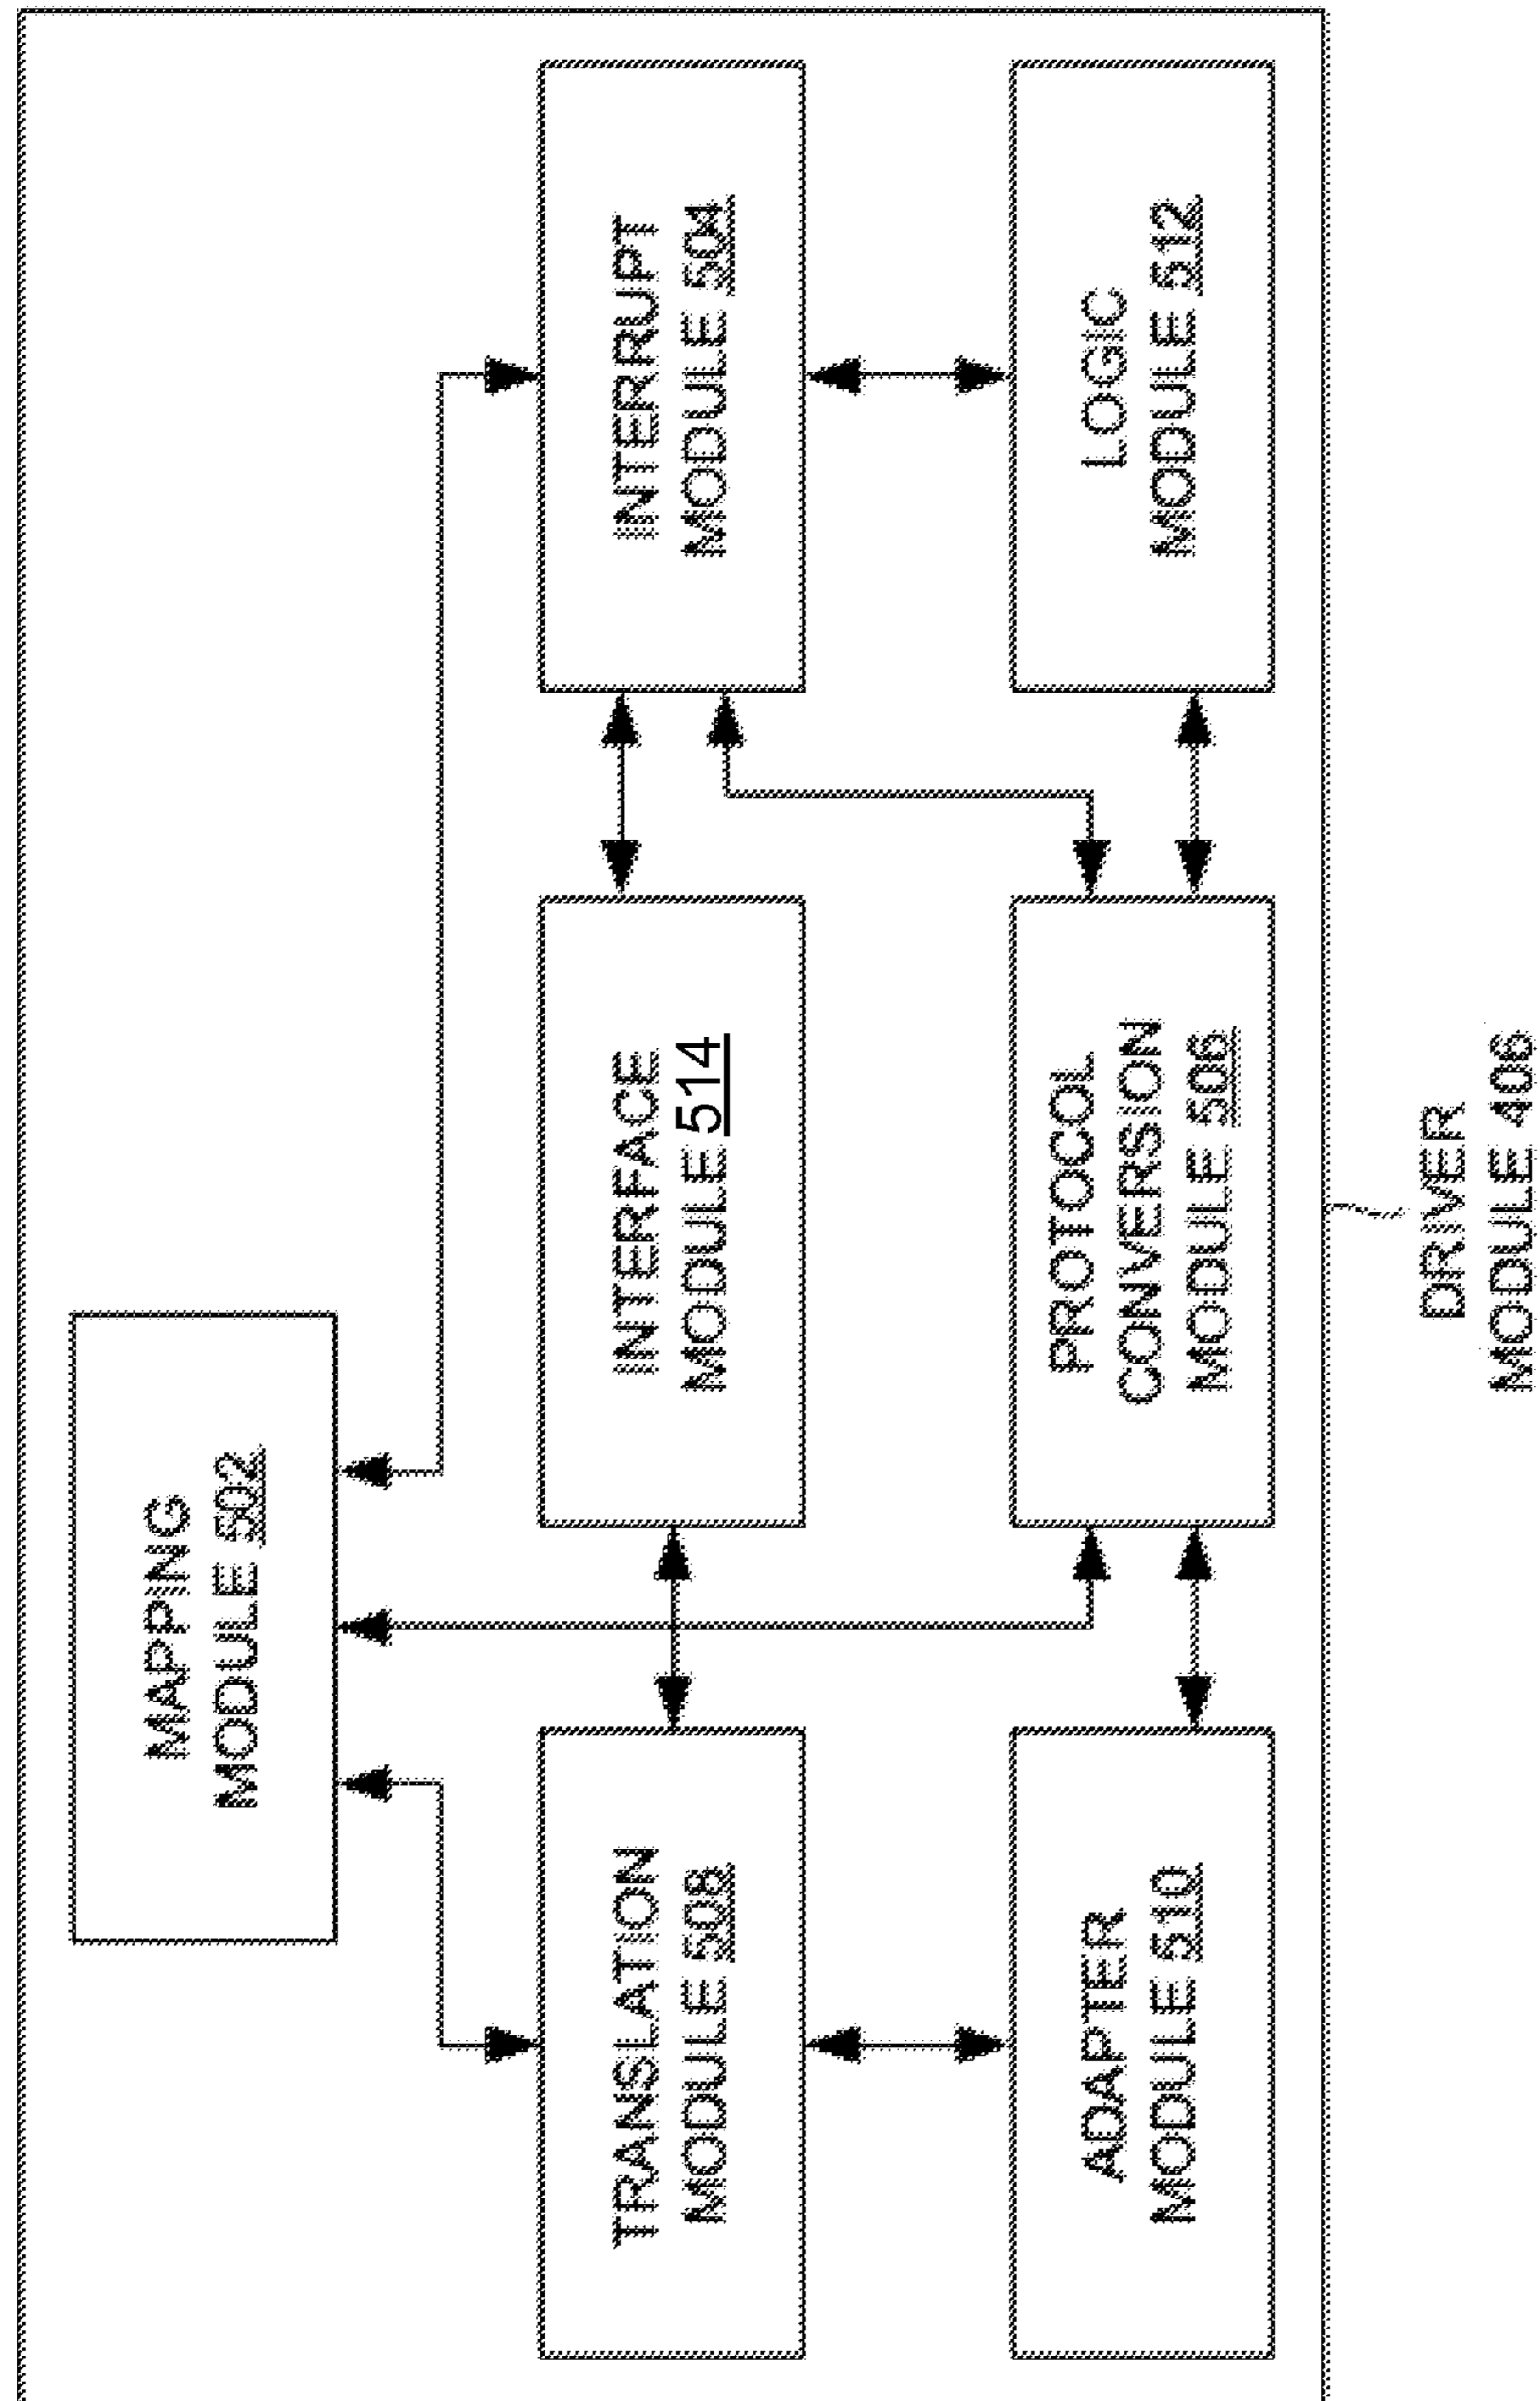 MAPPING
MODULE 502
TRANSLATION
MODULE 508
INTERFACE
MODULE 514
INTERRUPT
MODULE 504
ADAPTER
MODULE 510
PROTOCOL
CONVERSION
MODULE 506
LOGIC
MODULE 512
DRIVER
MODULE 406